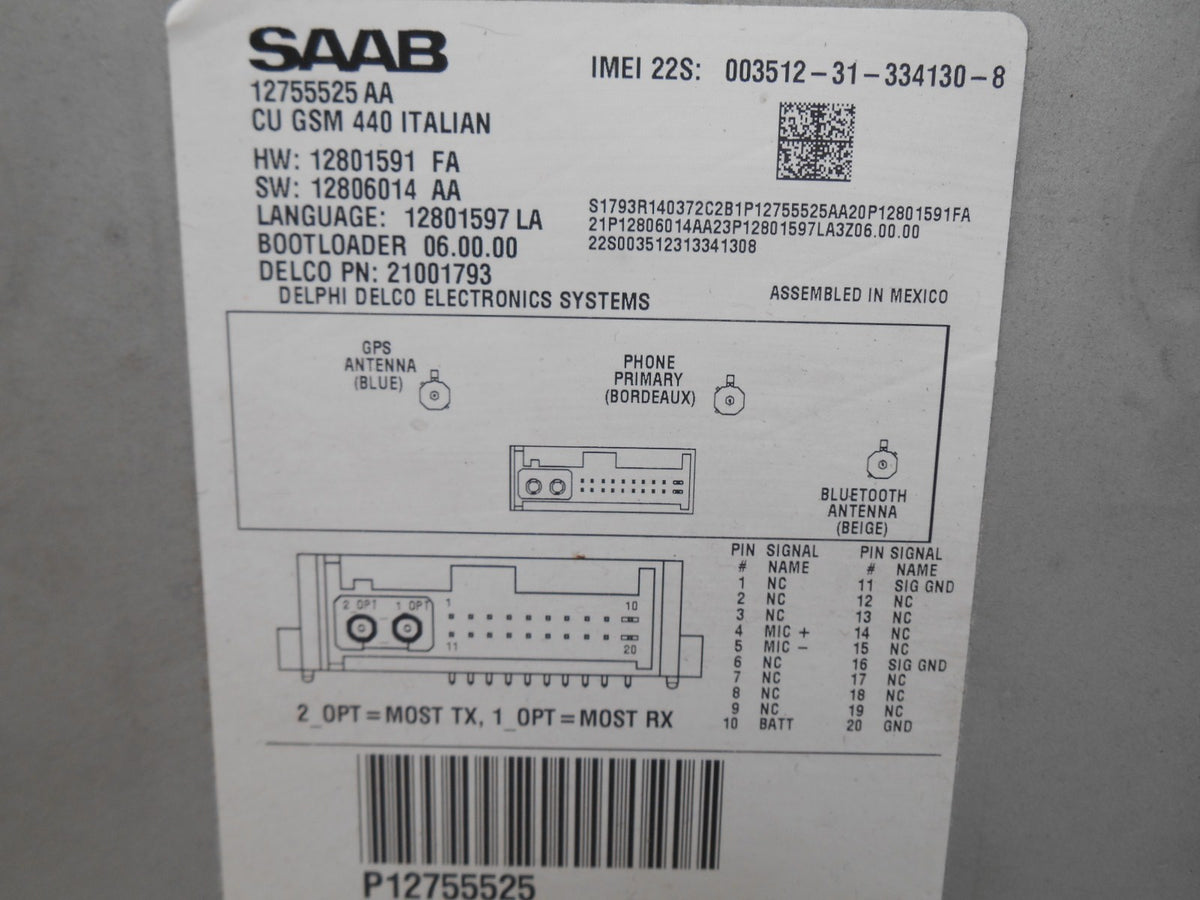 SAAB
12755525 AA
CU GSM 440 ITALIAN
HW: 12801591 FA
SW: 12806014 AA
LANGUAGE: 12801597 LA
BOOTLOADER 06.00.00
DELCO PN: 21001793
DELPHI DELCO ELECTRONICS SYSTEMS
IMEI 22S: 003512-31-334130-8
S1793R140372C2B1P12755525AA20P12801591FA
21P12806014AA23P12801597LA3Z06.00.00
22S003512313341308
ASSEMBLED IN MEXICO
GPS
ANTENNA
(BLUE)
PHONE
PRIMARY
(BORDEAUX)
BLUETOOTH
ANTENNA
(BEIGE)
2 OPT 1 OPT 1 10
11 20
2_OPT = MOST TX, 1_OPT = MOST RX
PIN SIGNAL PIN SIGNAL
# NAME # NAME
1 NC 11 SIG GND
2 NC 12 NC
3 NC 13 NC
4 MIC + 14 NC
5 MIC - 15 NC
6 NC 16 SIG GND
7 NC 17 NC
8 NC 18 NC
9 NC 19 NC
10 BATT 20 GND
P12755525